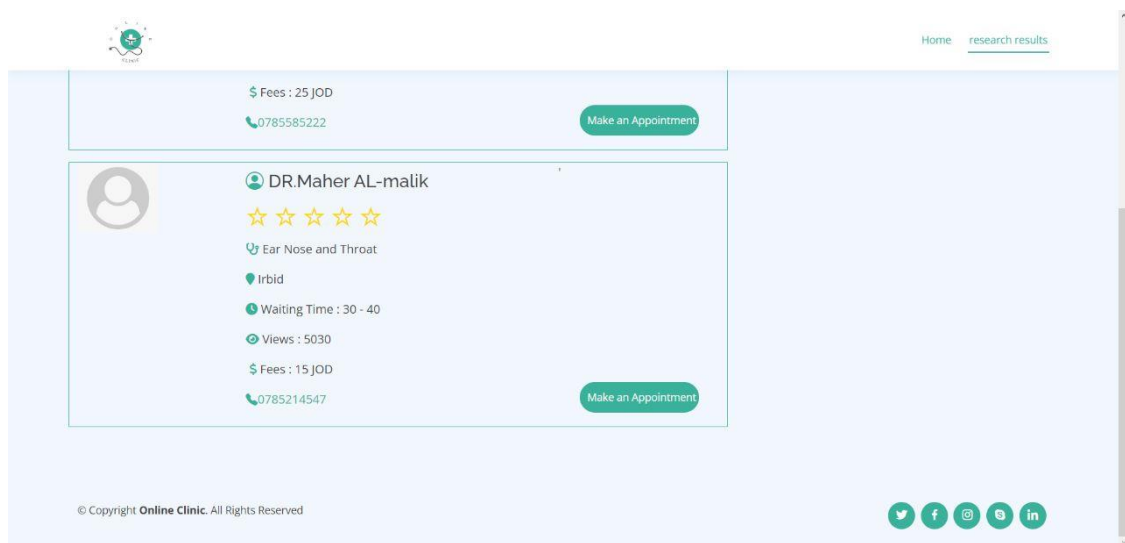 CLINIC
Home research results
$ Fees : 25 JOD
0785585222
Make an Appointment
DR.Maher AL-malik
Ear Nose and Throat
Irbid
Waiting Time : 30 - 40
Views : 5030
$ Fees : 15 JOD
0785214547
Make an Appointment
© Copyright Online Clinic. All Rights Reserved